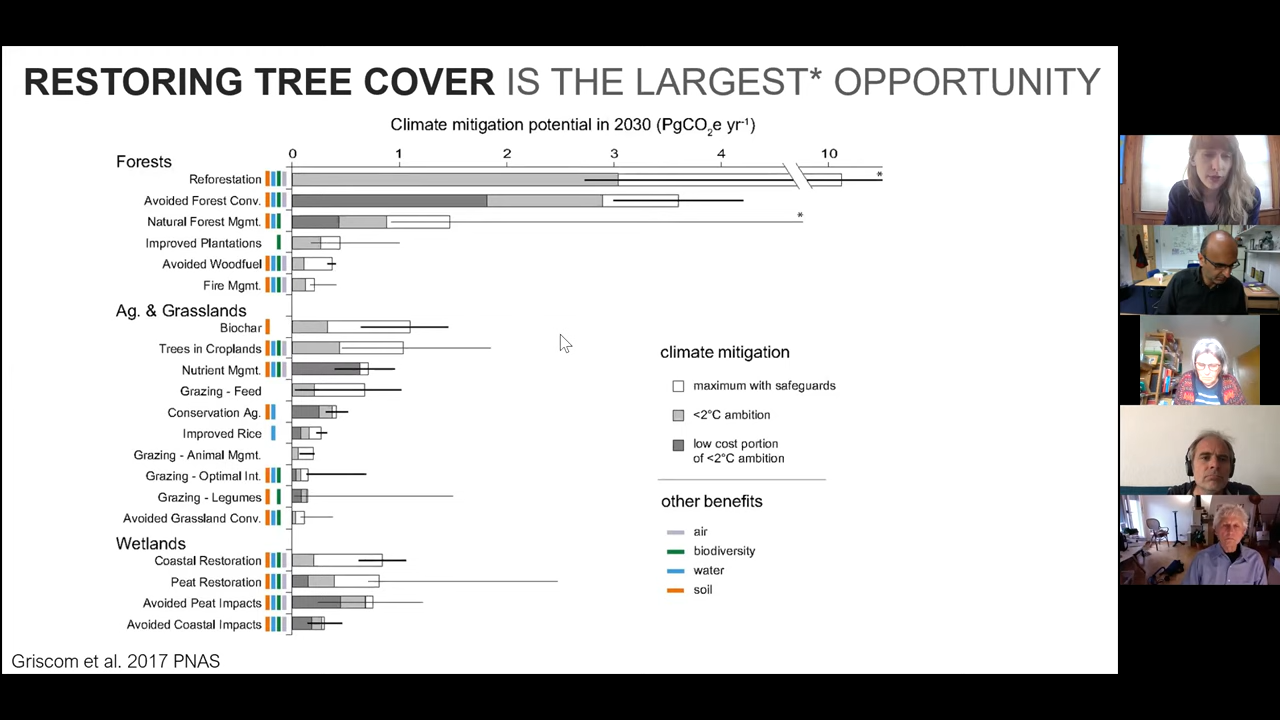 RESTORING TREE COVER IS THE LARGEST* OPPORTUNITY
Climate mitigation potential in 2030 (PgCO₂e yr⁻¹)
0 1 2 3 4 10
Forests
Reforestation
*
Avoided Forest Conv.
Natural Forest Mgmt.
*
Improved Plantations
Avoided Woodfuel
Fire Mgmt.
Ag. & Grasslands
Biochar
Trees in Croplands
Nutrient Mgmt.
Grazing - Feed
Conservation Ag.
Improved Rice
Grazing - Animal Mgmt.
Grazing - Optimal Int.
Grazing - Legumes
Avoided Grassland Conv.
Wetlands
Coastal Restoration
Peat Restoration
Avoided Peat Impacts
Avoided Coastal Impacts
climate mitigation
maximum with safeguards
<2°C ambition
low cost portion
of <2°C ambition
other benefits
air
biodiversity
water
soil
Griscom et al. 2017 PNAS